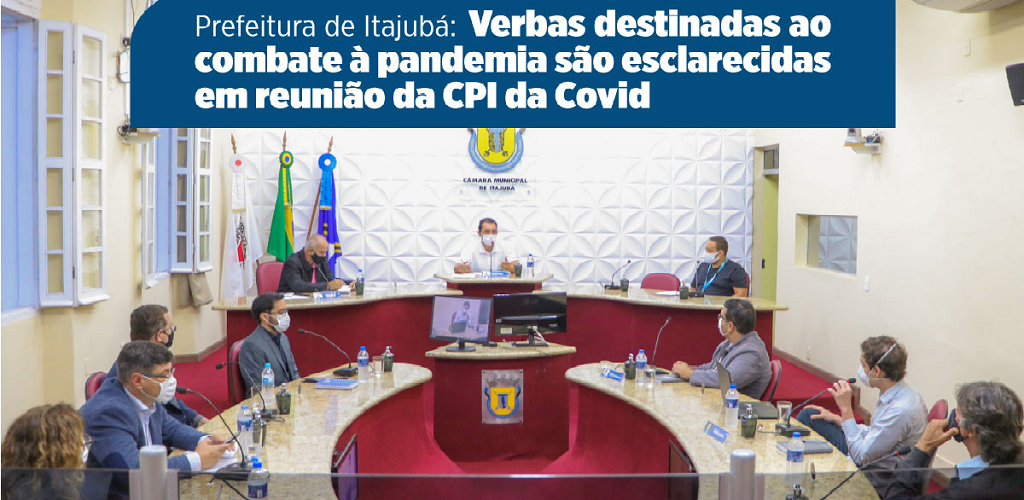 Prefeitura de Itajubá: Verbas destinadas ao
combate à pandemia são esclarecidas
em reunião da CPI da Covid
CÂMARA MUNICIPAL
DE ITAJUBÁ